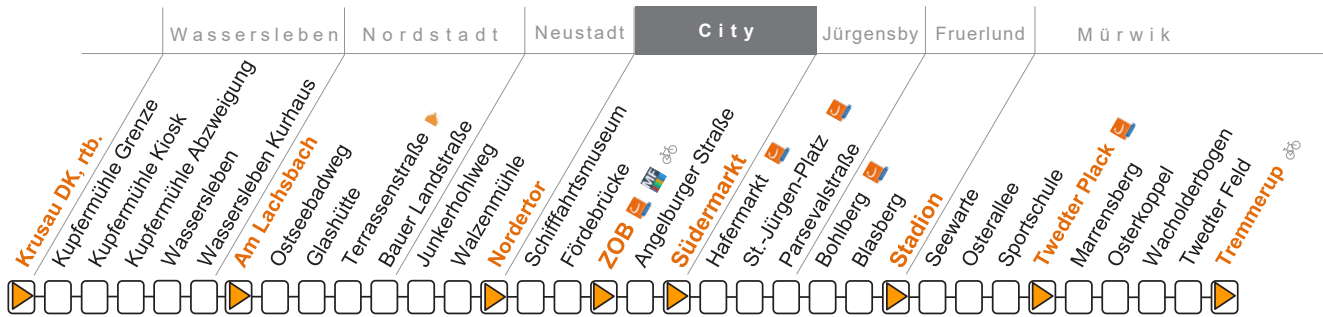 Wassersleben
Nordstadt
Neustadt
City
Jürgensby
Fruerlund
Mürwik
Krusau DK, rtb.
Kupfermühle Grenze
Kupfermühle Kiosk
Kupfermühle Abzweigung
Wassersleben
Wassersleben Kurhaus
Am Lachsbach
Ostseebadweg
Glashütte
Terrassenstraße
Bauer Landstraße
Junkerhohlweg
Walzenmühle
Nordertor
Schifffahrtsmuseum
Fördebrücke
ZOB
MF
Angelburger Straße
Südermarkt
Hafermarkt
St.-Jürgen-Platz
Parsevalstraße
Bohlberg
Blasberg
Stadion
Seewarte
Osterallee
Sportschule
Twedter Plack
Marrensberg
Osterkoppel
Wacholderbogen
Twedter Feld
Tremmerup